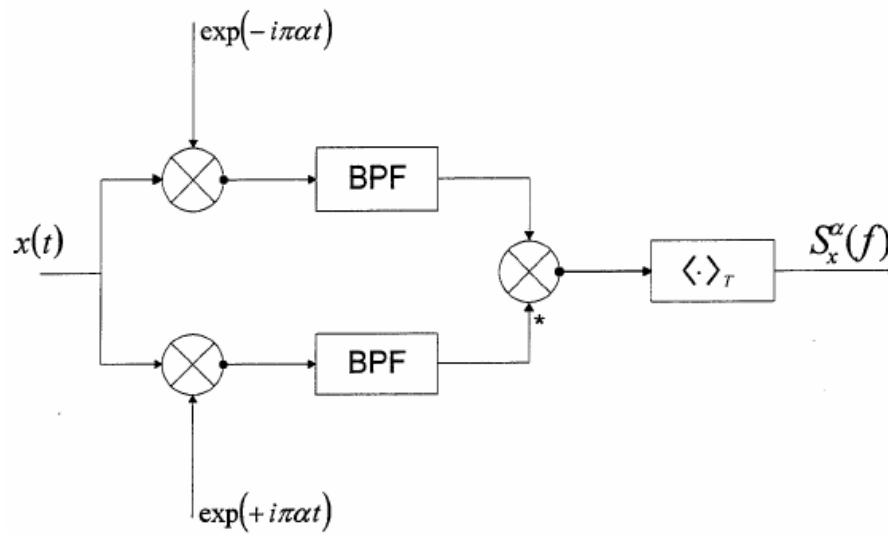 exp(−iπαt)
BPF
x(t)
*
⟨·⟩_T
S_x^α(f)
BPF
exp(+iπαt)